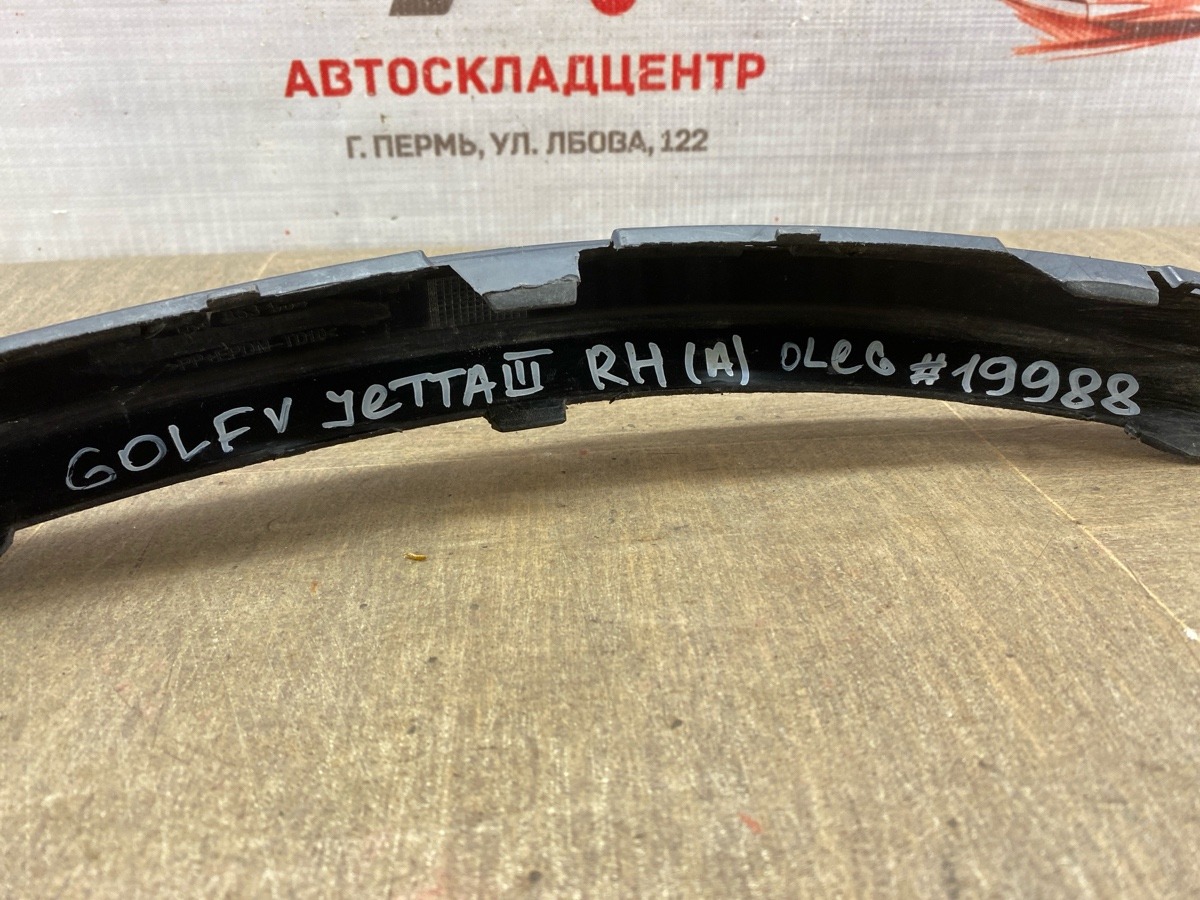 АВТОСКЛАДЦЕНТР
Г. ПЕРМЬ, УЛ. ЛБОВА, 122
GOLF V JETTA III RH (A) OLEG #19988